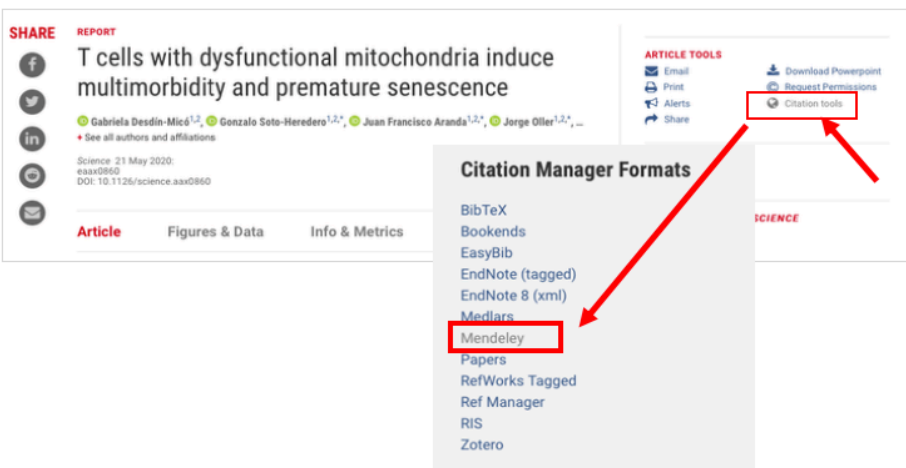 SHARE
REPORT
T cells with dysfunctional mitochondria induce
multimorbidity and premature senescence
Gabriela Desdín-Micó1,2, Gonzalo Soto-Heredero1,2,*, Juan Francisco Aranda1,2,*, Jorge Oller1,2,*, ...
+ See all authors and affiliations
Science 21 May 2020:
eaax0860
DOI: 10.1126/science.aax0860
Article Figures & Data Info & Metrics
ARTICLE TOOLS
Email
Print
Alerts
Share
Download Powerpoint
Request Permissions
Citation tools
SCIENCE
Citation Manager Formats
BibTeX
Bookends
EasyBib
EndNote (tagged)
EndNote 8 (xml)
Medlars
Mendeley
Papers
RefWorks Tagged
Ref Manager
RIS
Zotero